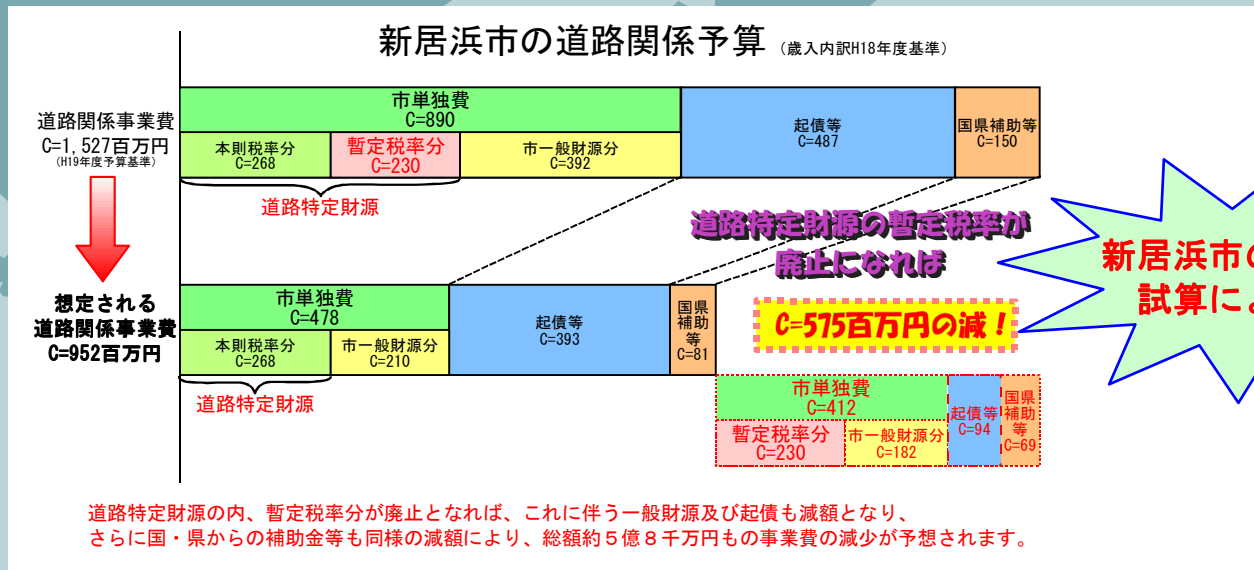 新居浜市の道路関係予算 (歳入内訳H18年度基準)
道路関係事業費
C=1,527百万円
(H19年度予算基準)
市単独費
C=890
本則税率分
C=268
暫定税率分
C=230
市一般財源分
C=392
起債等
C=487
国県補助等
C=150
道路特定財源
道路特定財源の暫定税率が
廃止になれば
C=575百万円の減!
新居浜市の
試算によ
想定される
道路関係事業費
C=952百万円
市単独費
C=478
本則税率分
C=268
市一般財源分
C=210
起債等
C=393
国県
補助
等
C=81
道路特定財源
市単独費
C=412
暫定税率分
C=230
市一般財源分
C=182
起債等
C=94
国県
補助
等
C=69
道路特定財源の内、暫定税率分が廃止となれば、これに伴う一般財源及び起債も減額となり、
さらに国・県からの補助金等も同様の減額により、総額約5億8千万円もの事業費の減少が予想されます。